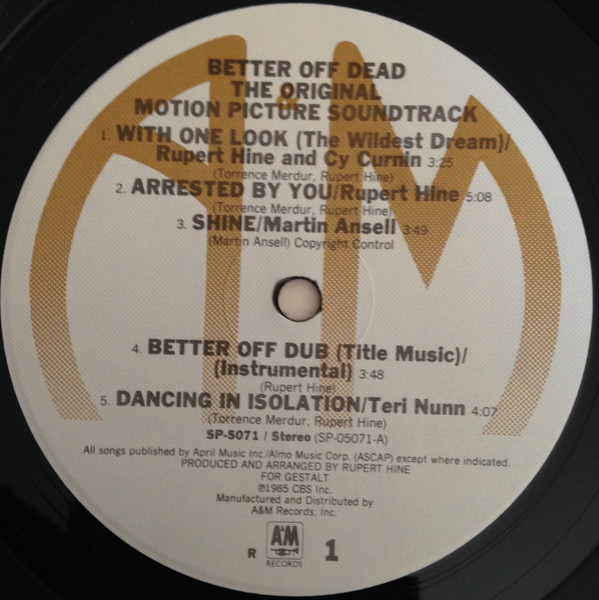 BETTER OFF DEAD
THE ORIGINAL
MOTION PICTURE SOUNDTRACK
1. WITH ONE LOOK (The Wildest Dream)/
Rupert Hine and Cy Curnin 3:25
(Torrence Merdur, Rupert Hine)
2. ARRESTED BY YOU/Rupert Hine 5:08
(Torrence Merdur, Rupert Hine)
3. SHINE/Martin Ansell 3:49
(Martin Ansell) Copyright Control
4. BETTER OFF DUB (Title Music)/
(Instrumental) 3:48
(Rupert Hine)
5. DANCING IN ISOLATION/Teri Nunn 4:07
(Torrence Merdur, Rupert Hine)
SP-5071 / Stereo (SP-05071-A)
All songs published by April Music Inc./Almo Music Corp. (ASCAP) except where indicated.
PRODUCED AND ARRANGED BY RUPERT HINE
FOR GESTALT
℗1985 CBS Inc.
Manufactured and Distributed by
A&M Records, Inc.
R A&M 1
RECORDS